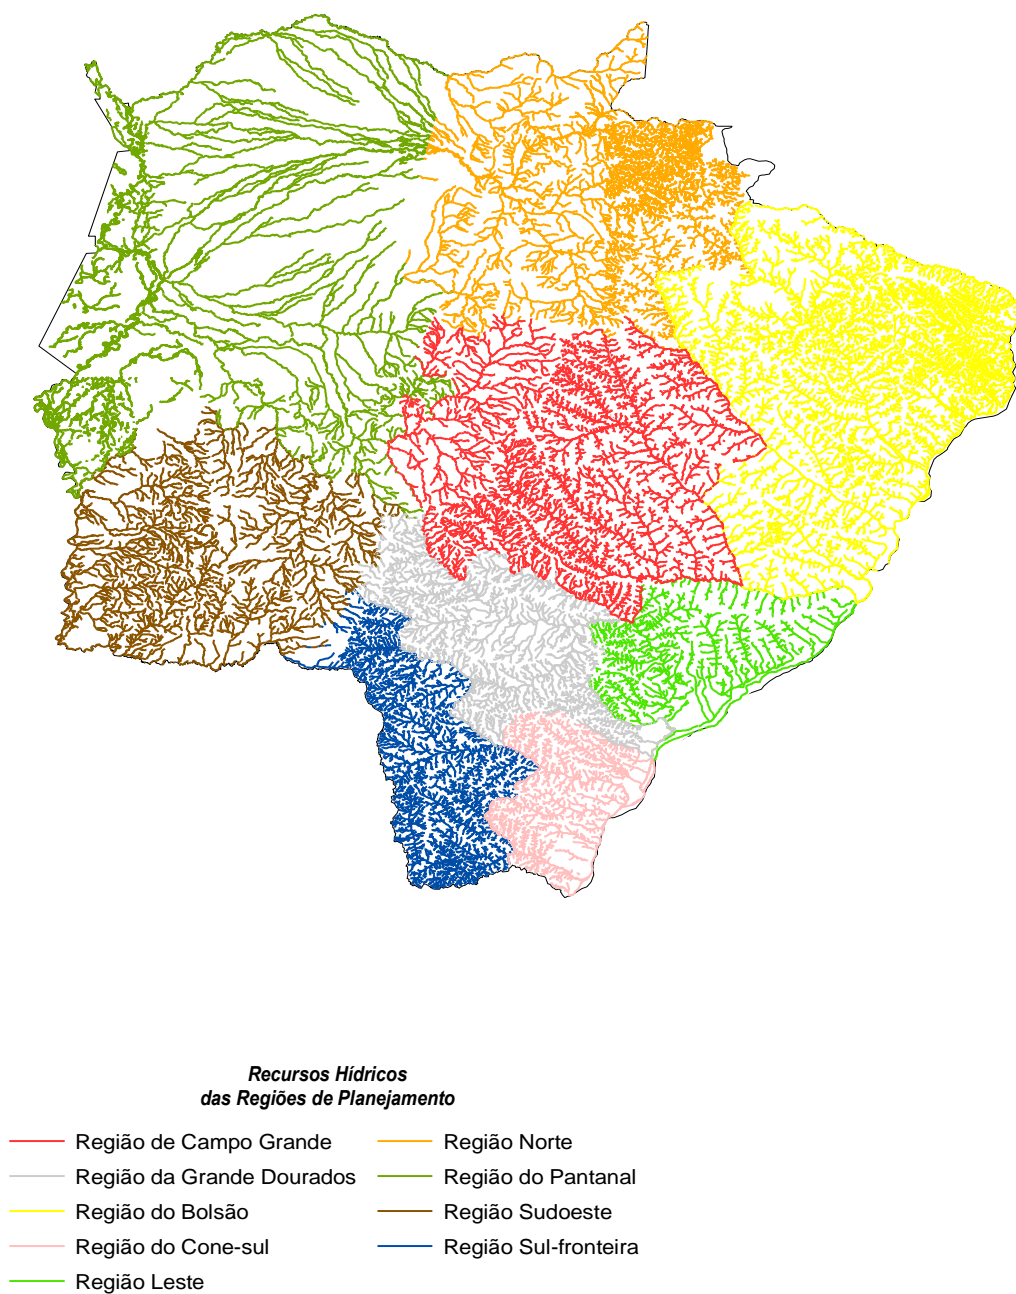 Recursos Hídricos
das Regiões de Planejamento
Região de Campo Grande
Região da Grande Dourados
Região do Bolsão
Região do Cone-sul
Região Leste
Região Norte
Região do Pantanal
Região Sudoeste
Região Sul-fronteira